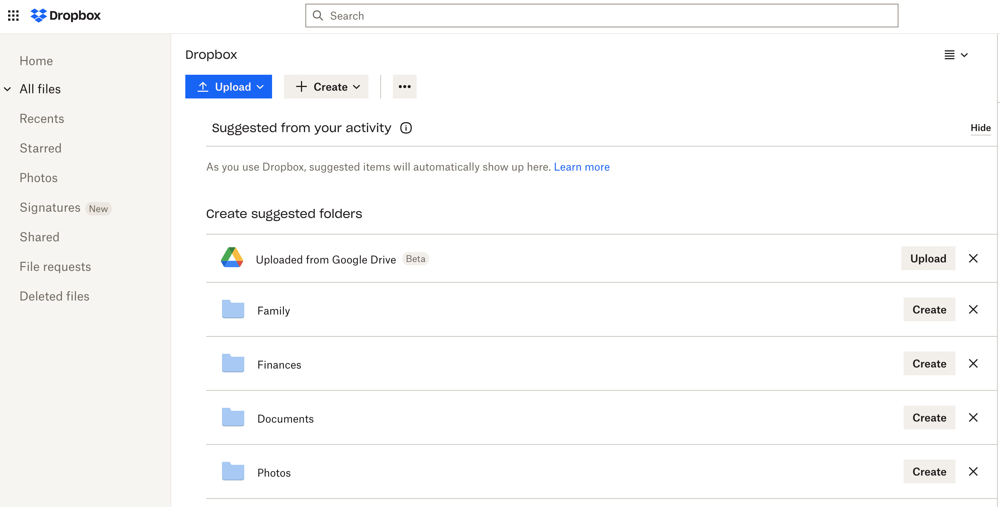 Dropbox
Search
Home
All files
Recents
Starred
Photos
Signatures New
Shared
File requests
Deleted files
Dropbox
Upload
Create
Suggested from your activity
Hide
As you use Dropbox, suggested items will automatically show up here. Learn more
Create suggested folders
Uploaded from Google Drive Beta
Upload
Family
Create
Finances
Create
Documents
Create
Photos
Create